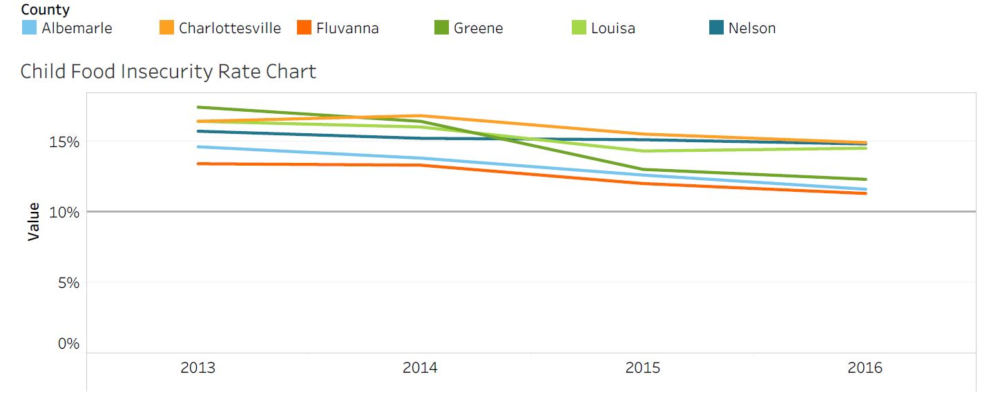 County
Albemarle Charlottesville Fluvanna Greene Louisa Nelson
Child Food Insecurity Rate Chart
15%
10%
Value
5%
0%
2013 2014 2015 2016